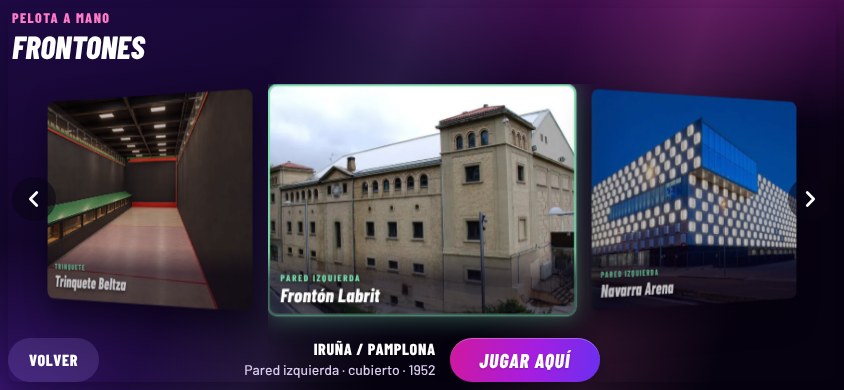 PELOTA A MANO
FRONTONES
TRINQUETE
Trinquete Beltza
PARED IZQUIERDA
Frontón Labrit
PARED IZQUIERDA
Navarra Arena
VOLVER
IRUÑA / PAMPLONA
Pared izquierda · cubierto · 1952
JUGAR AQUÍ